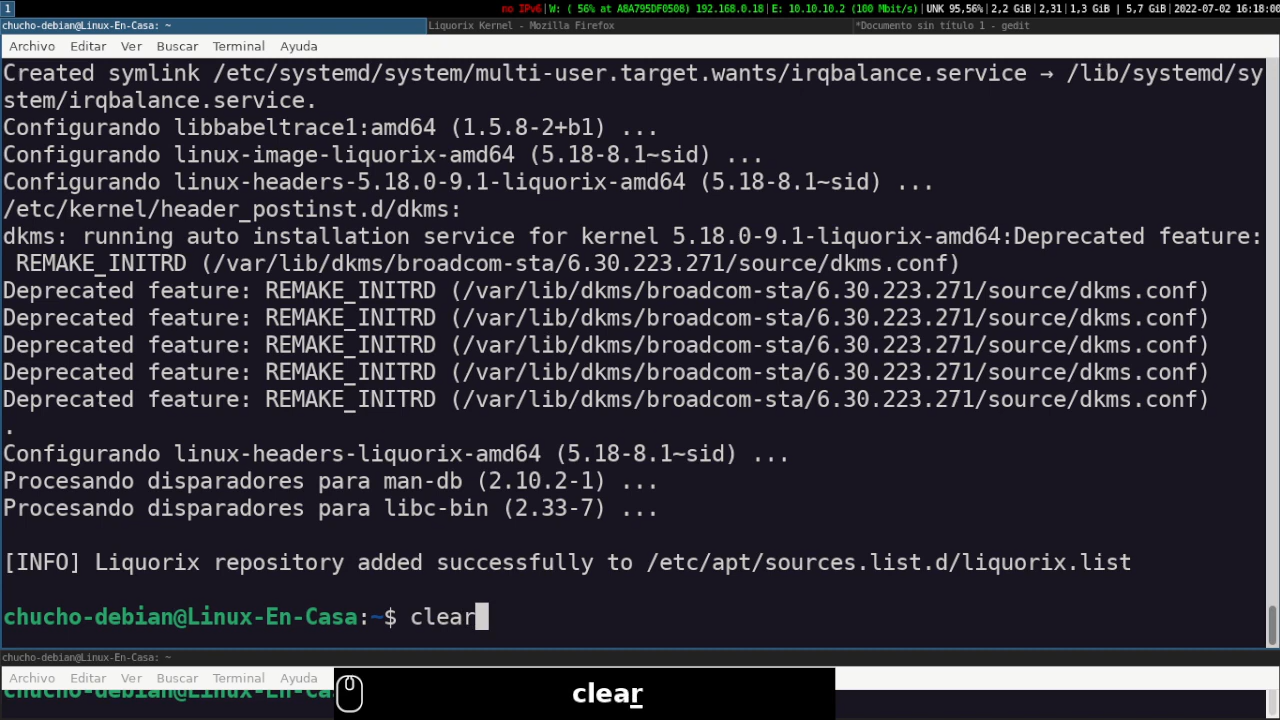 1
no IPv6|W: ( 56% at A8A795DF0508) 192.168.0.18|E: 10.10.10.2 (100 Mbit/s)|UNK 95,56%|2,2 GiB|2,31|1,3 GiB | 5,7 GiB|2022-07-02 16:18:00
chucho-debian@Linux-En-Casa: ~
Liquorix Kernel - Mozilla Firefox
*Documento sin título 1 - gedit
Archivo Editar Ver Buscar Terminal Ayuda
Created symlink /etc/systemd/system/multi-user.target.wants/irqbalance.service → /lib/systemd/sy
stem/irqbalance.service.
Configurando libbabeltrace1:amd64 (1.5.8-2+b1) ...
Configurando linux-image-liquorix-amd64 (5.18-8.1~sid) ...
Configurando linux-headers-5.18.0-9.1-liquorix-amd64 (5.18-8.1~sid) ...
/etc/kernel/header_postinst.d/dkms:
dkms: running auto installation service for kernel 5.18.0-9.1-liquorix-amd64:Deprecated feature:
 REMAKE_INITRD (/var/lib/dkms/broadcom-sta/6.30.223.271/source/dkms.conf)
Deprecated feature: REMAKE_INITRD (/var/lib/dkms/broadcom-sta/6.30.223.271/source/dkms.conf)
Deprecated feature: REMAKE_INITRD (/var/lib/dkms/broadcom-sta/6.30.223.271/source/dkms.conf)
Deprecated feature: REMAKE_INITRD (/var/lib/dkms/broadcom-sta/6.30.223.271/source/dkms.conf)
Deprecated feature: REMAKE_INITRD (/var/lib/dkms/broadcom-sta/6.30.223.271/source/dkms.conf)
Deprecated feature: REMAKE_INITRD (/var/lib/dkms/broadcom-sta/6.30.223.271/source/dkms.conf)
.
Configurando linux-headers-liquorix-amd64 (5.18-8.1~sid) ...
Procesando disparadores para man-db (2.10.2-1) ...
Procesando disparadores para libc-bin (2.33-7) ...
[INFO] Liquorix repository added successfully to /etc/apt/sources.list.d/liquorix.list
chucho-debian@Linux-En-Casa:~$ clear
chucho-debian@Linux-En-Casa: ~
Archivo Editar Ver Buscar Terminal Ayuda
chucho-debian@Linux-En-Ca
clear